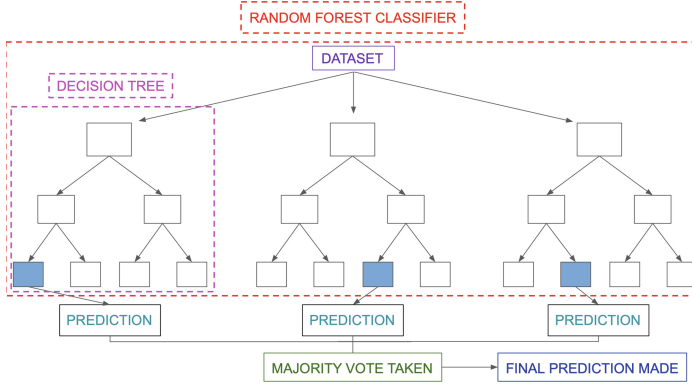 RANDOM FOREST CLASSIFIER
DATASET
DECISION TREE
PREDICTION
PREDICTION
PREDICTION
MAJORITY VOTE TAKEN
FINAL PREDICTION MADE